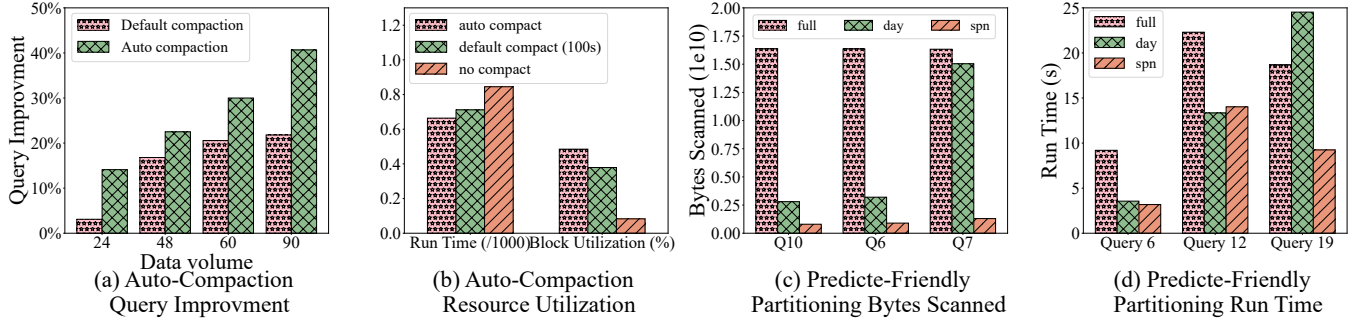 50%
40%
30%
20%
10%
0%
Query Improvment
Default compaction
Auto compaction
24 48 60 90
Data volume
(a) Auto-Compaction
Query Improvment
1.2
1.0
0.8
0.6
0.4
0.2
0.0
auto compact
default compact (100s)
no compact
Run Time (/1000) Block Utilization (%)
(b) Auto-Compaction
Resource Utilization
2.00
1.75
1.50
1.25
1.00
0.75
0.50
0.25
0.00
Bytes Scanned (1e10)
full day spn
Q10 Q6 Q7
(c) Predicte-Friendly
Partitioning Bytes Scanned
25
20
15
10
5
0
Run Time (s)
full
day
spn
Query 6 Query 12 Query 19
(d) Predicte-Friendly
Partitioning Run Time